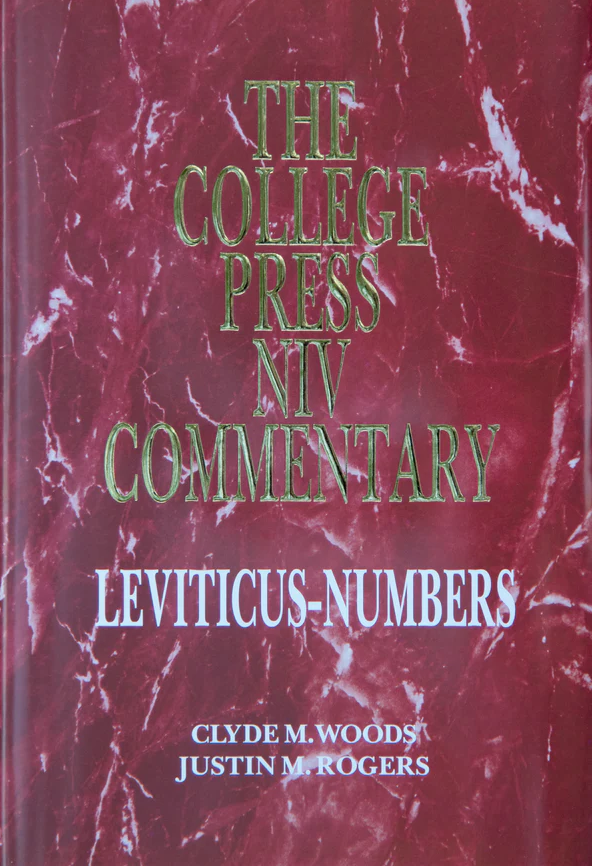 THE
COLLEGE
PRESS
NIV
COMMENTARY
LEVITICUS-NUMBERS
CLYDE M. WOODS
JUSTIN M. ROGERS